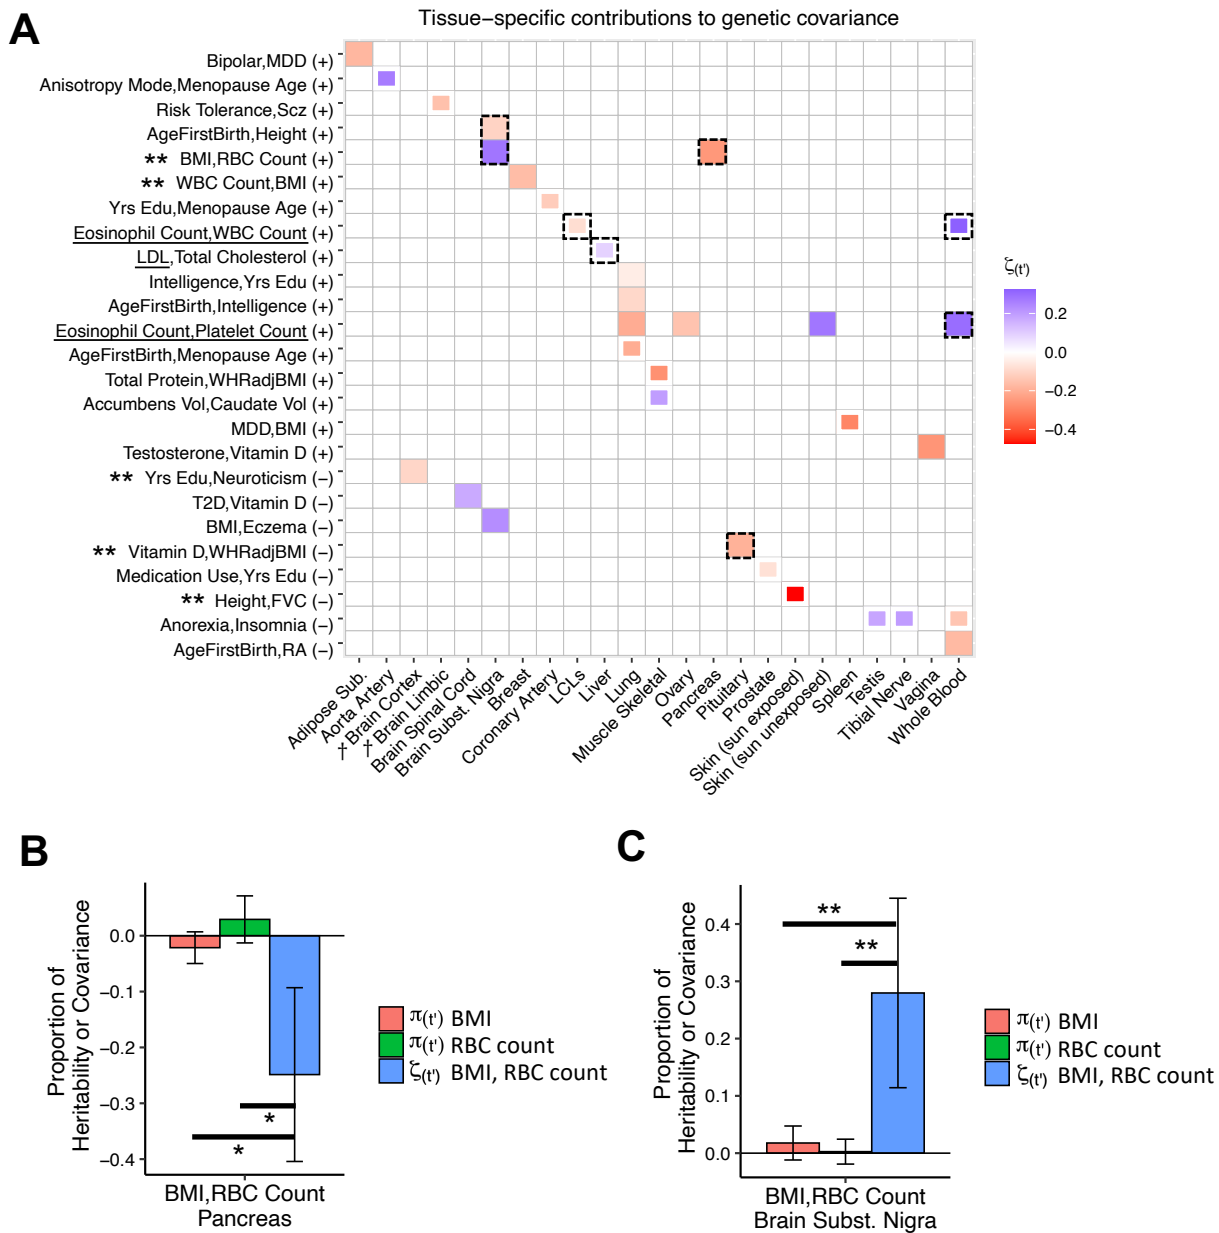 A
Tissue−specific contributions to genetic covariance
Bipolar,MDD (+)
Anisotropy Mode,Menopause Age (+)
Risk Tolerance,Scz (+)
AgeFirstBirth,Height (+)
** BMI,RBC Count (+)
** WBC Count,BMI (+)
Yrs Edu,Menopause Age (+)
Eosinophil Count,WBC Count (+)
LDL,Total Cholesterol (+)
Intelligence,Yrs Edu (+)
AgeFirstBirth,Intelligence (+)
Eosinophil Count,Platelet Count (+)
AgeFirstBirth,Menopause Age (+)
Total Protein,WHRadjBMI (+)
Accumbens Vol,Caudate Vol (+)
MDD,BMI (+)
Testosterone,Vitamin D (+)
** Yrs Edu,Neuroticism (−)
T2D,Vitamin D (−)
BMI,Eczema (−)
** Vitamin D,WHRadjBMI (−)
Medication Use,Yrs Edu (−)
** Height,FVC (−)
Anorexia,Insomnia (−)
AgeFirstBirth,RA (−)
Adipose Sub.
Aorta Artery
† Brain Cortex
† Brain Limbic
Brain Spinal Cord
Brain Subst. Nigra
Breast
Coronary Artery
LCLs
Liver
Lung
Muscle Skeletal
Ovary
Pancreas
Pituitary
Prostate
Skin (sun exposed)
Skin (sun unexposed)
Spleen
Testis
Tibial Nerve
Vagina
Whole Blood
ζ(t')
0.2
0.0
−0.2
−0.4
B
Proportion of
Heritability or Covariance
0.0
−0.1
−0.2
−0.3
−0.4
*
*
BMI,RBC Count
Pancreas
π(t') BMI
π(t') RBC count
ζ(t') BMI, RBC count
C
Proportion of
Heritability or Covariance
0.4
0.3
0.2
0.1
0.0
**
**
BMI,RBC Count
Brain Subst. Nigra
π(t') BMI
π(t') RBC count
ζ(t') BMI, RBC count